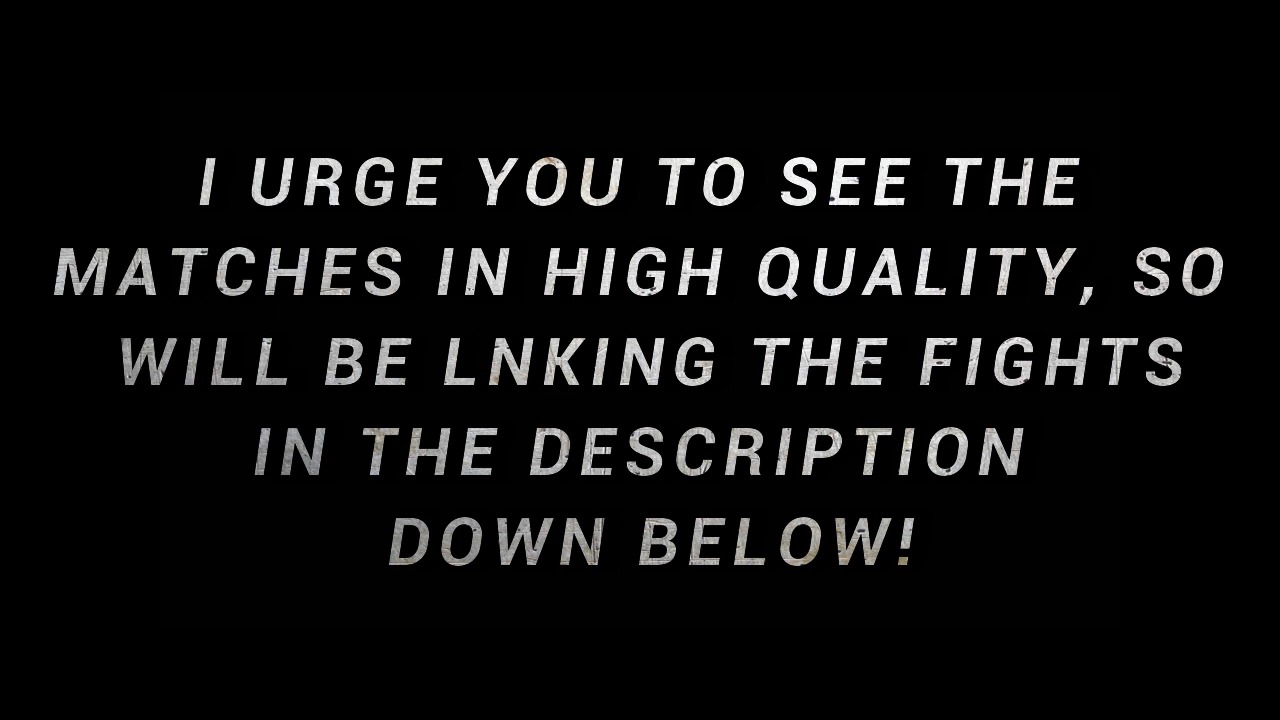 I URGE YOU TO SEE THE
MATCHES IN HIGH QUALITY, SO
WILL BE LNKING THE FIGHTS
IN THE DESCRIPTION
DOWN BELOW!